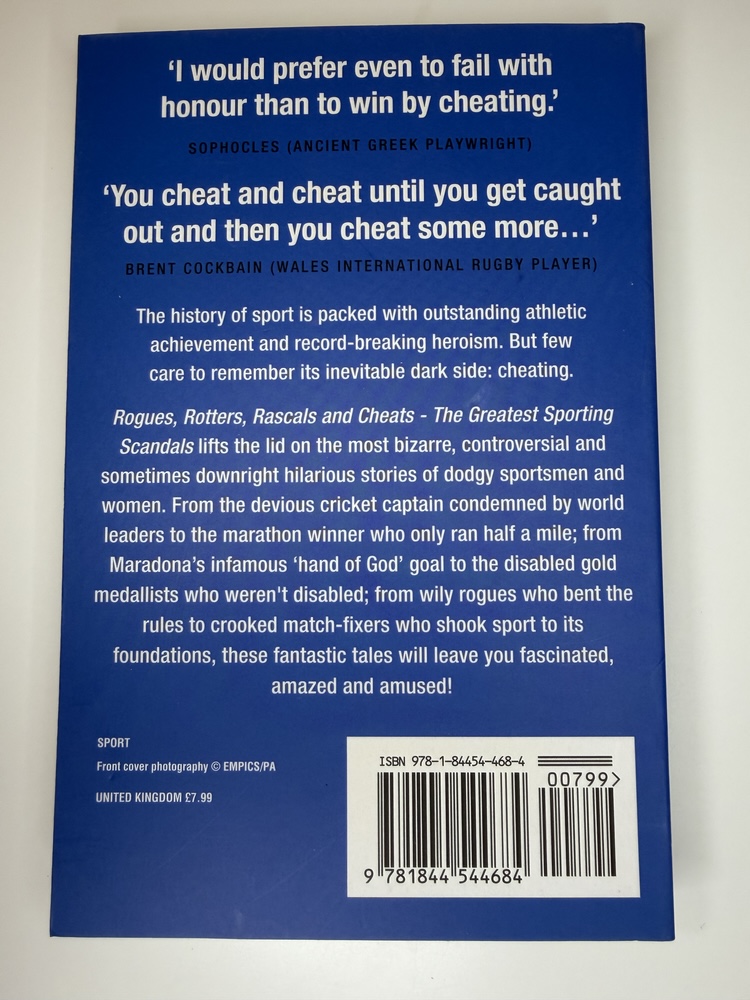 ‘I would prefer even to fail with
honour than to win by cheating.’
SOPHOCLES (ANCIENT GREEK PLAYWRIGHT)
‘You cheat and cheat until you get caught
out and then you cheat some more...’
BRENT COCKBAIN (WALES INTERNATIONAL RUGBY PLAYER)
The history of sport is packed with outstanding athletic
achievement and record-breaking heroism. But few
care to remember its inevitable dark side: cheating.
Rogues, Rotters, Rascals and Cheats - The Greatest Sporting
Scandals lifts the lid on the most bizarre, controversial and
sometimes downright hilarious stories of dodgy sportsmen and
women. From the devious cricket captain condemned by world
leaders to the marathon winner who only ran half a mile; from
Maradona’s infamous ‘hand of God’ goal to the disabled gold
medallists who weren't disabled; from wily rogues who bent the
rules to crooked match-fixers who shook sport to its
foundations, these fantastic tales will leave you fascinated,
amazed and amused!
SPORT
Front cover photography © EMPICS/PA
UNITED KINGDOM £7.99
ISBN 978-1-84454-468-4
00799>
9 781844 544684